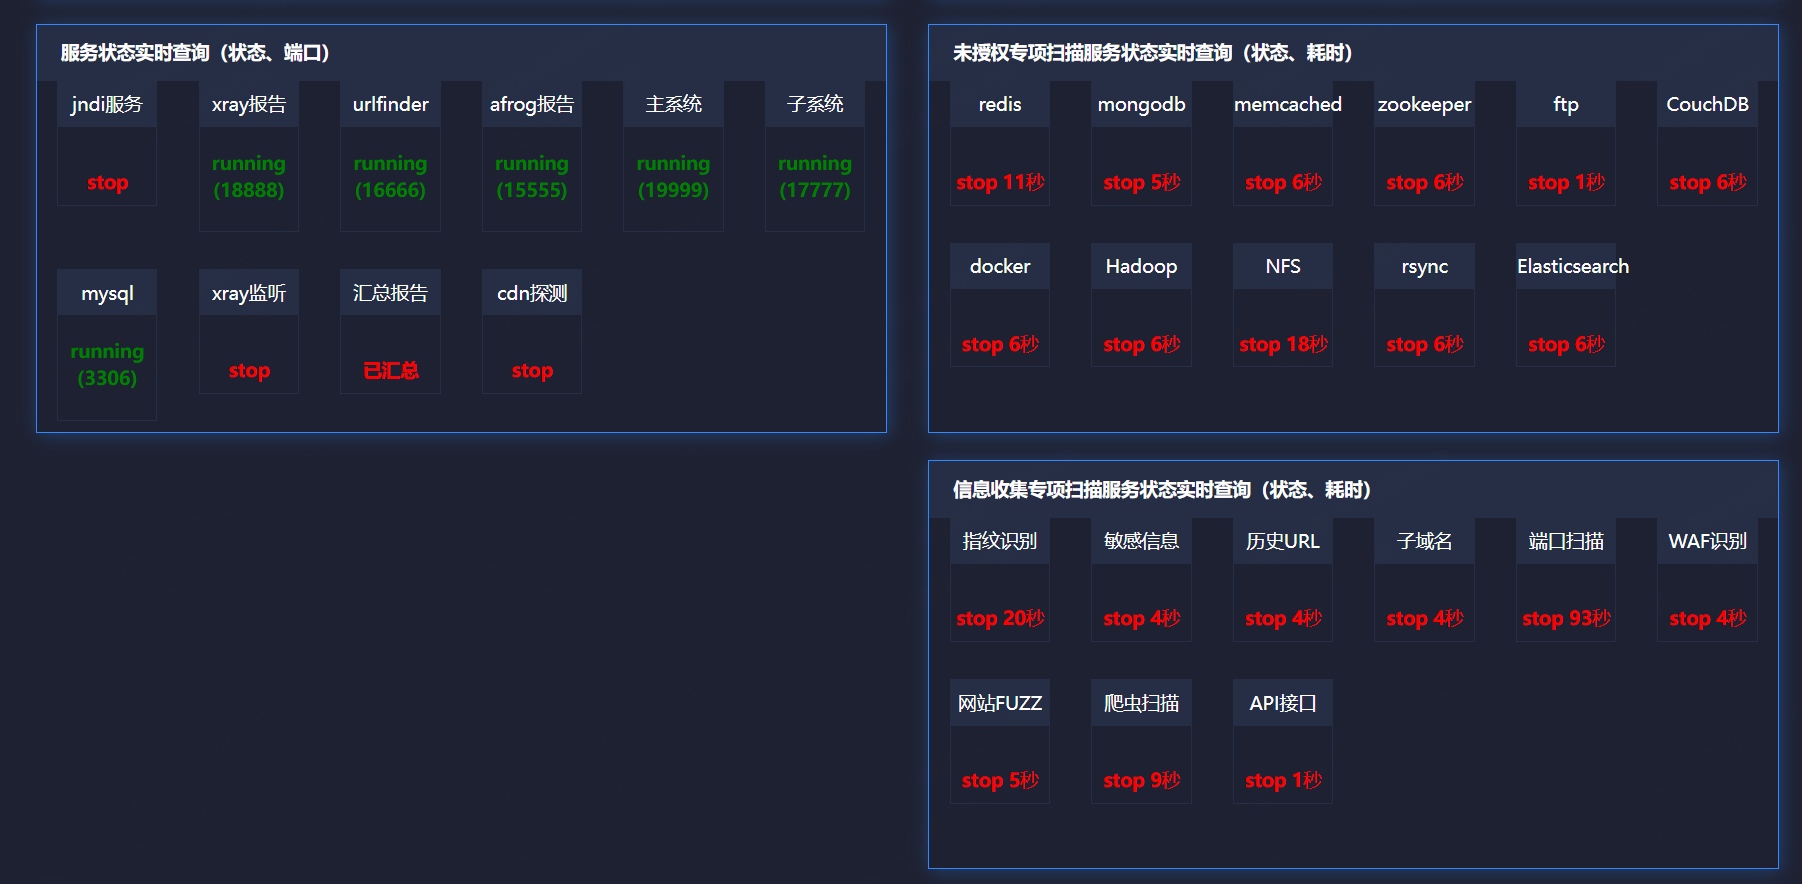 服务状态实时查询（状态、端口）
jndi服务 xray报告 urlfinder afrog报告 主系统 子系统
stop running running running running running
(18888) (16666) (15555) (19999) (17777)
mysql xray监听 汇总报告 cdn探测
running stop 已汇总 stop
(3306)
未授权专项扫描服务状态实时查询（状态、耗时）
redis mongodb memcached zookeeper ftp CouchDB
stop 11秒 stop 5秒 stop 6秒 stop 6秒 stop 1秒 stop 6秒
docker Hadoop NFS rsync Elasticsearch
stop 6秒 stop 6秒 stop 18秒 stop 6秒 stop 6秒
信息收集专项扫描服务状态实时查询（状态、耗时）
指纹识别 敏感信息 历史URL 子域名 端口扫描 WAF识别
stop 20秒 stop 4秒 stop 4秒 stop 4秒 stop 93秒 stop 4秒
网站FUZZ 爬虫扫描 API接口
stop 5秒 stop 9秒 stop 1秒